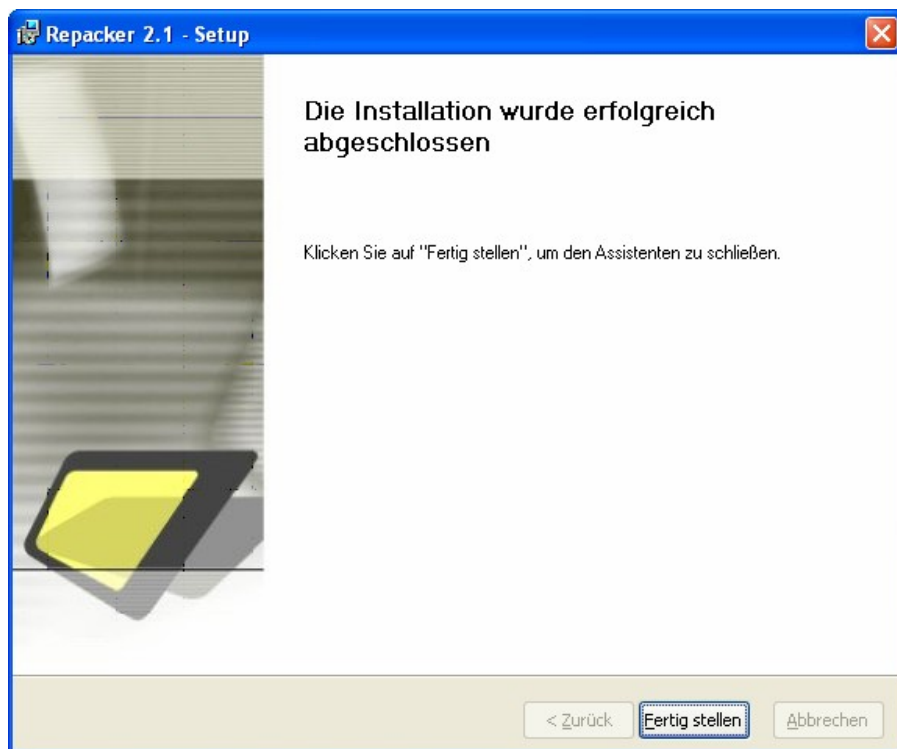 Repacker 2.1 - Setup
Die Installation wurde erfolgreich
abgeschlossen
Klicken Sie auf "Fertig stellen", um den Assistenten zu schließen.
< Zurück
Fertig stellen
Abbrechen